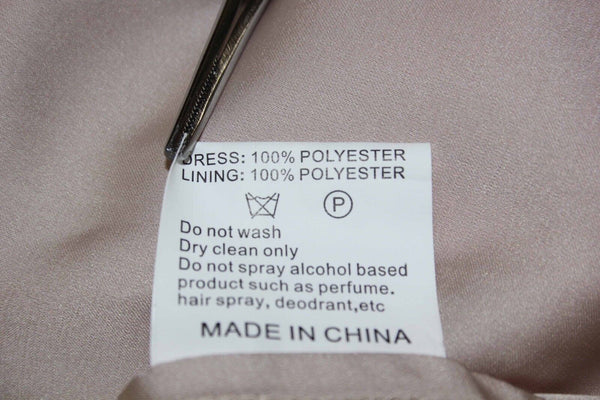 DRESS: 100% POLYESTER
LINING: 100% POLYESTER
P
Do not wash
Dry clean only
Do not spray alcohol based
product such as perfume.
hair spray, deodrant,etc
MADE IN CHINA